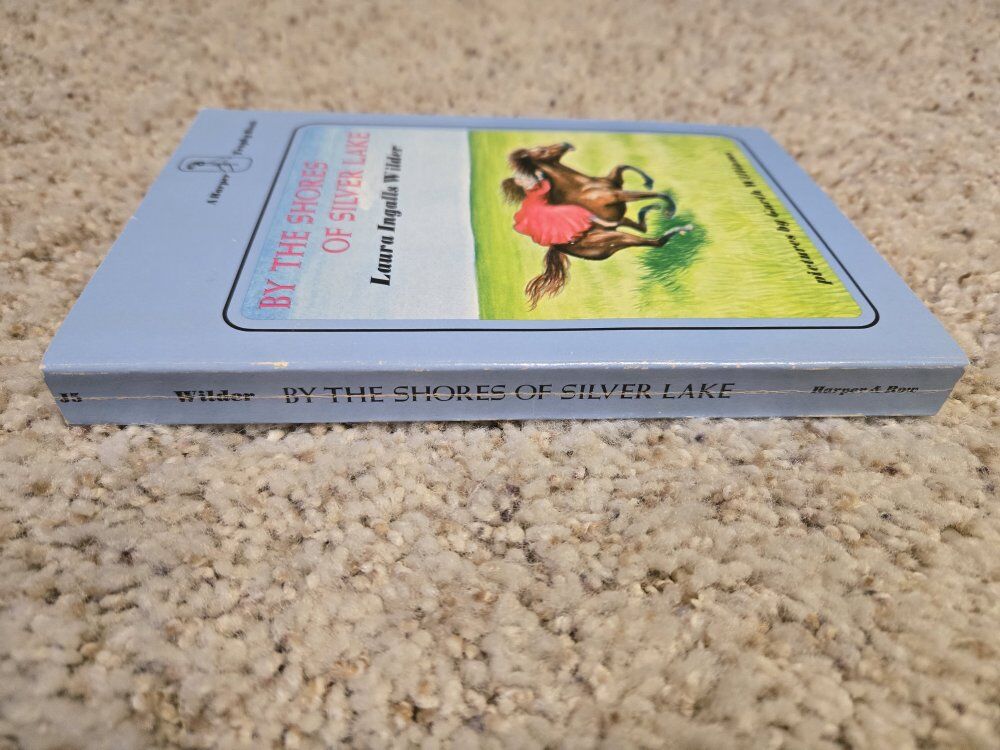 A Harper Trophy Book
BY THE SHORES
OF SILVER LAKE
Laura Ingalls Wilder
pictures by Garth Williams
J5 Wilder BY THE SHORES OF SILVER LAKE Harper & Row